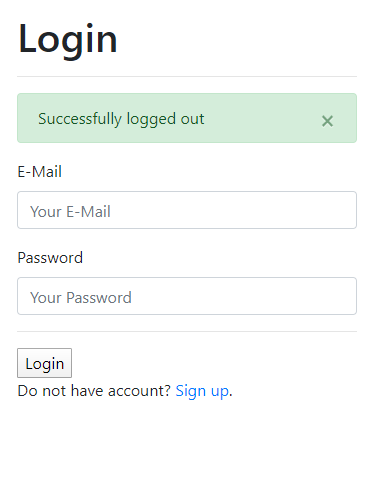 Login
Successfully logged out ×
E-Mail
Your E-Mail
Password
Your Password
Login
Do not have account? Sign up.